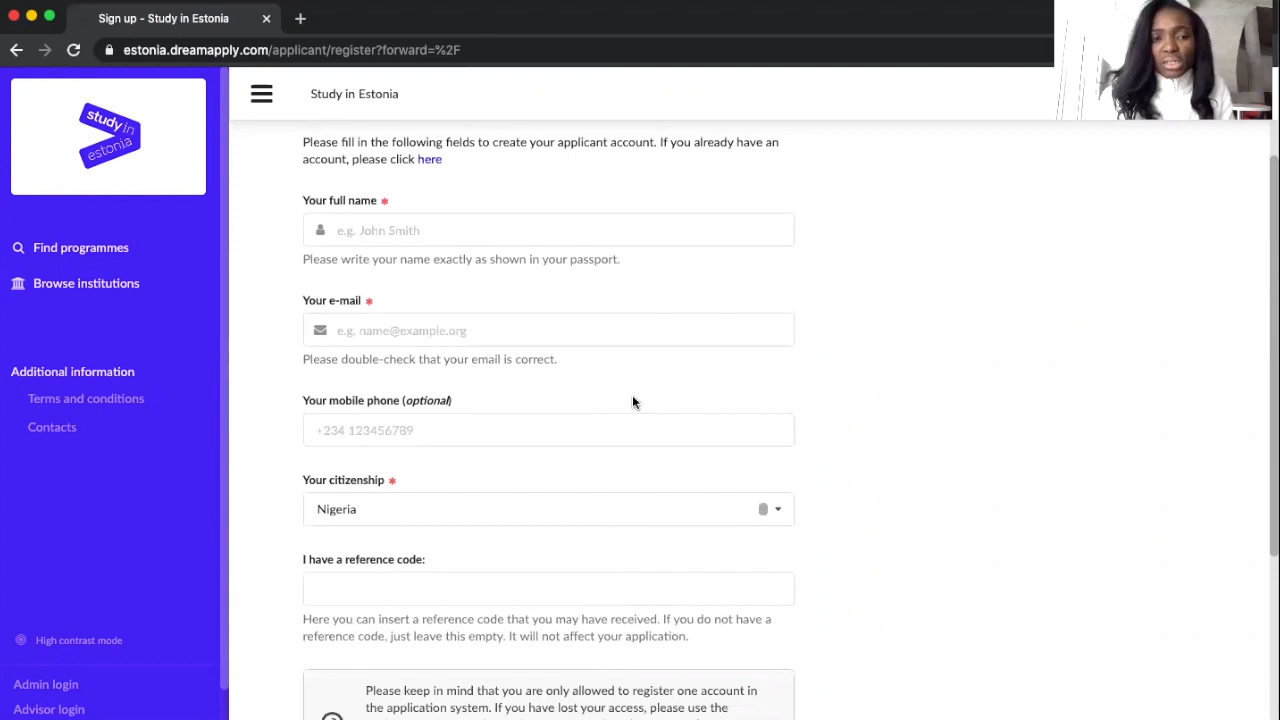 Sign up - Study in Estonia
estonia.dreamapply.com/applicant/register?forward=%2F
study in
estonia
Study in Estonia
Find programmes
Browse institutions
Additional information
Terms and conditions
Contacts
High contrast mode
Admin login
Advisor login
Please fill in the following fields to create your applicant account. If you already have an
account, please click here
Your full name *
e.g. John Smith
Please write your name exactly as shown in your passport.
Your e-mail *
e.g. name@example.org
Please double-check that your email is correct.
Your mobile phone (optional)
+234 123456789
Your citizenship *
Nigeria
I have a reference code:
Here you can insert a reference code that you may have received. If you do not have a
reference code, just leave this empty. It will not affect your application.
Please keep in mind that you are only allowed to register one account in
the application system. If you have lost your access, please use the